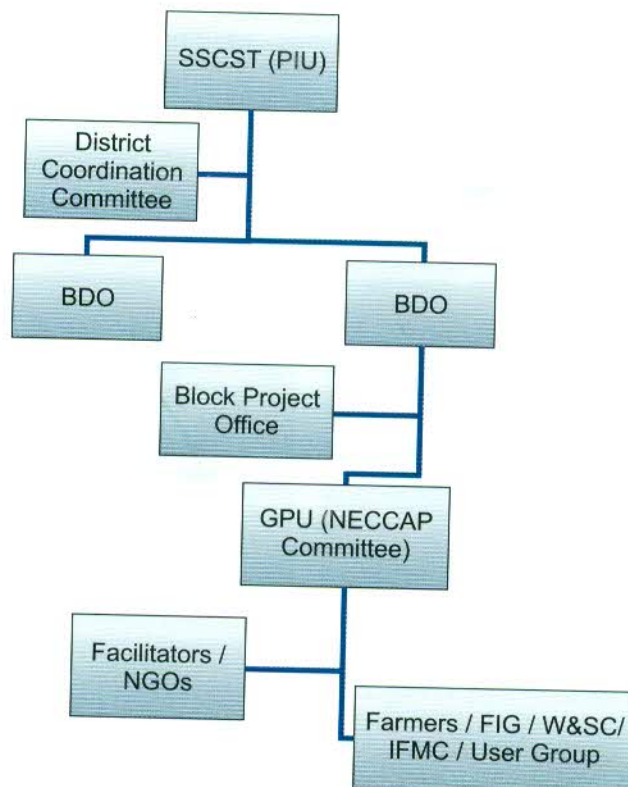 SSCST (PIU)
District
Coordination
Committee
BDO
BDO
Block Project
Office
GPU (NECCAP
Committee)
Facilitators /
NGOs
Farmers / FIG / W&SC/
IFMC / User Group